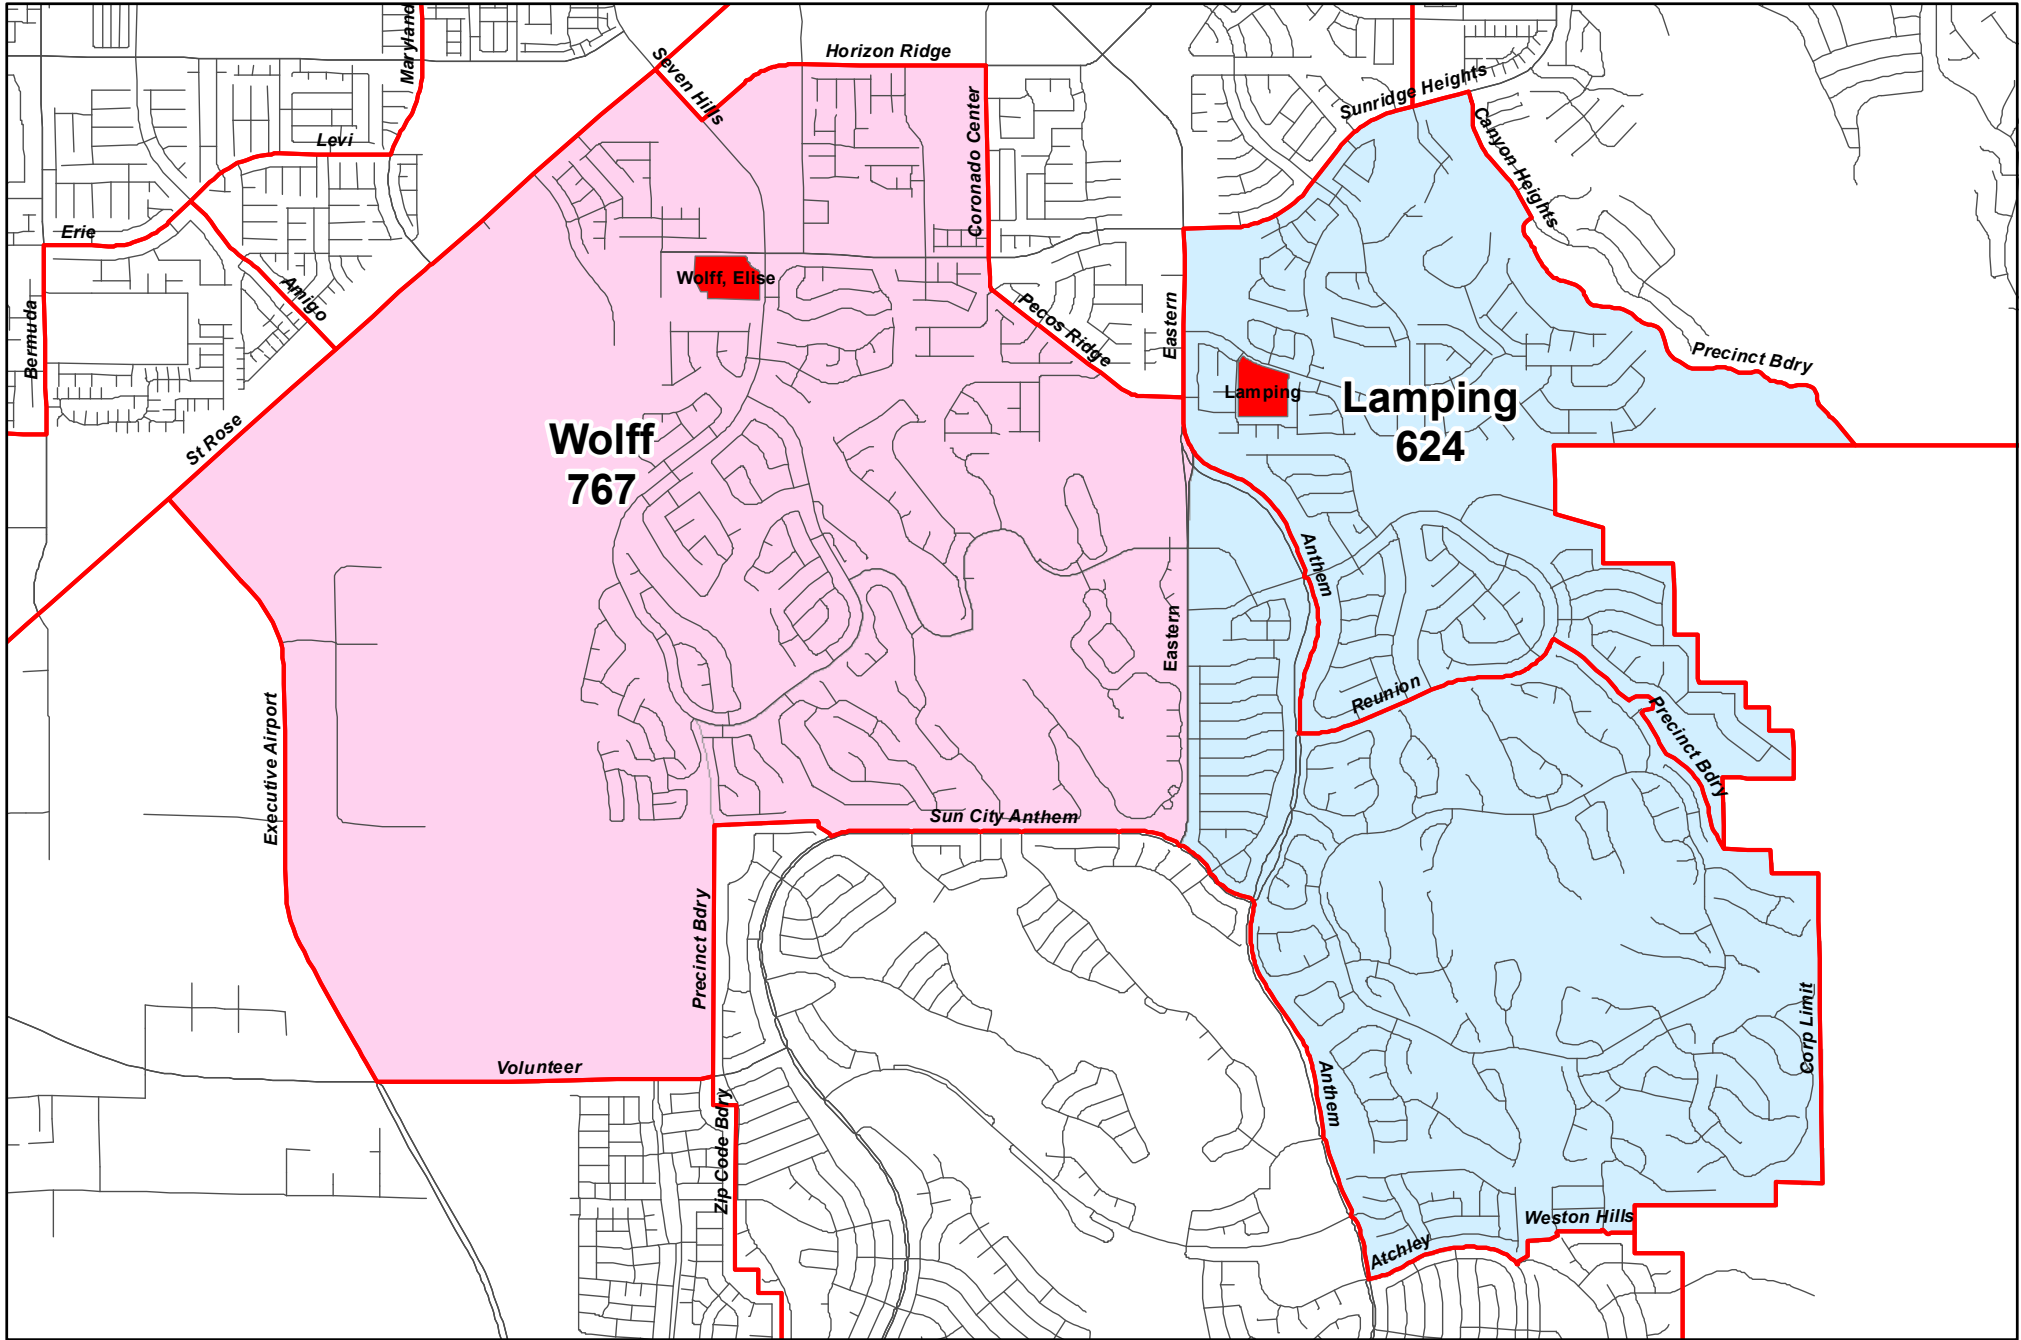 Maryland
Seven Hills
Horizon Ridge
Sunridge Heights
Levi
Coronado Center
Canyon Heights
Erie
Amigo
Wolff, Elise
Bermuda
Pecos Ridge
Eastern
Precinct Bdry
St Rose
Lamping
Wolff
767
Lamping
624
Anthem
Eastern
Reunion
Precinct Bdry
Executive Airport
Sun City Anthem
Precinct Bdry
Corp Limit
Volunteer
Anthem
Zip Code Bdry
Weston Hills
Atchley